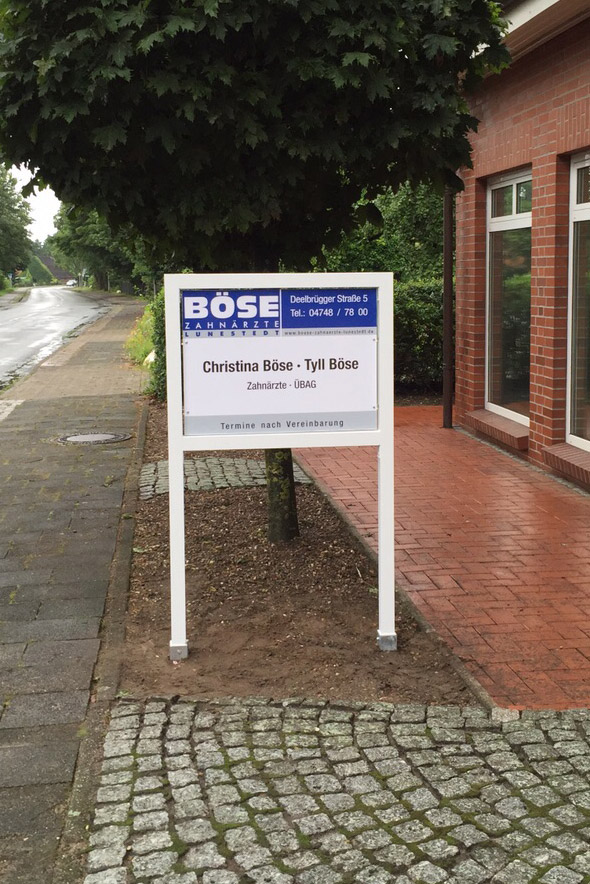 BÖSE
ZAHNÄRZTE
LUNESTEDT
Deelbrügger Straße 5
Tel.: 04748 / 78 00
www.boese-zahnaerzte-lunestedt.de
Christina Böse · Tyll Böse
Zahnärzte · ÜBAG
Termine nach Vereinbarung